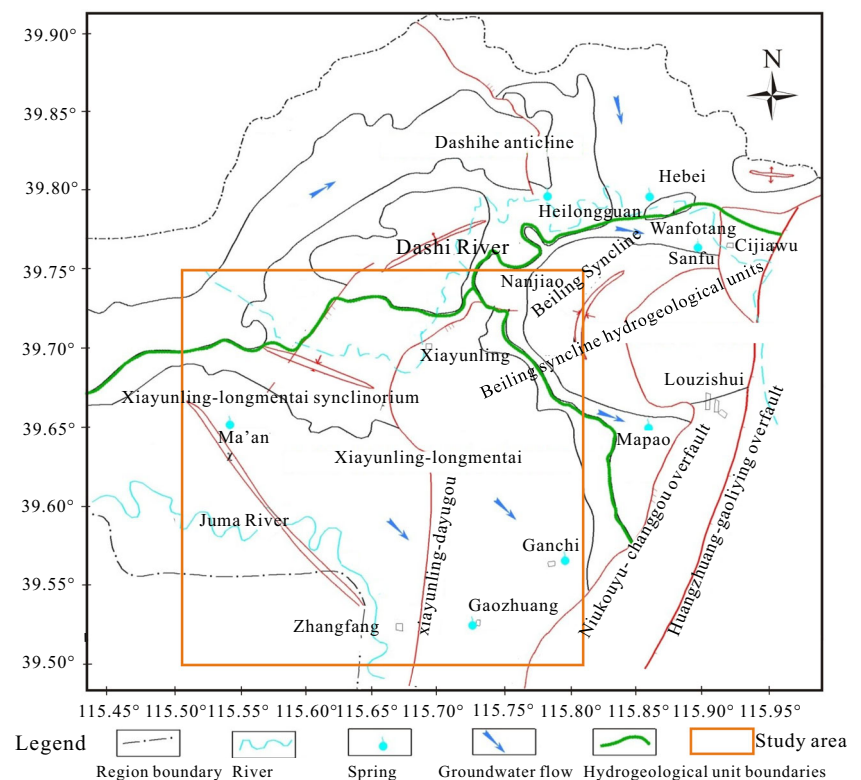 39.90°
N
39.85°
Dashihe anticline
39.80°
Hebei
Heilongguan
Wanfotang
Dashi River
Cijiawu
Sanfu
39.75°
Nanjiao
Beiling Syncline
Beiling syncline hydrogeological units
39.70°
Xiayunling
Louzishui
Xiayunling-longmentai synclinorium
39.65°
Ma'an
Mapao
Xiayunling-longmentai
39.60°
Juma River
xiayunling-dayugou
Niukouyu- changgou overfault
Huangzhuang-gaoliying overfault
39.55°
Ganchi
Gaozhuang
Zhangfang
39.50°
115.45° 115.50° 115.55° 115.60° 115.65° 115.70° 115.75° 115.80° 115.85° 115.90° 115.95°
Legend
Study area
Region boundary River Spring Groundwater flow Hydrogeological unit boundaries